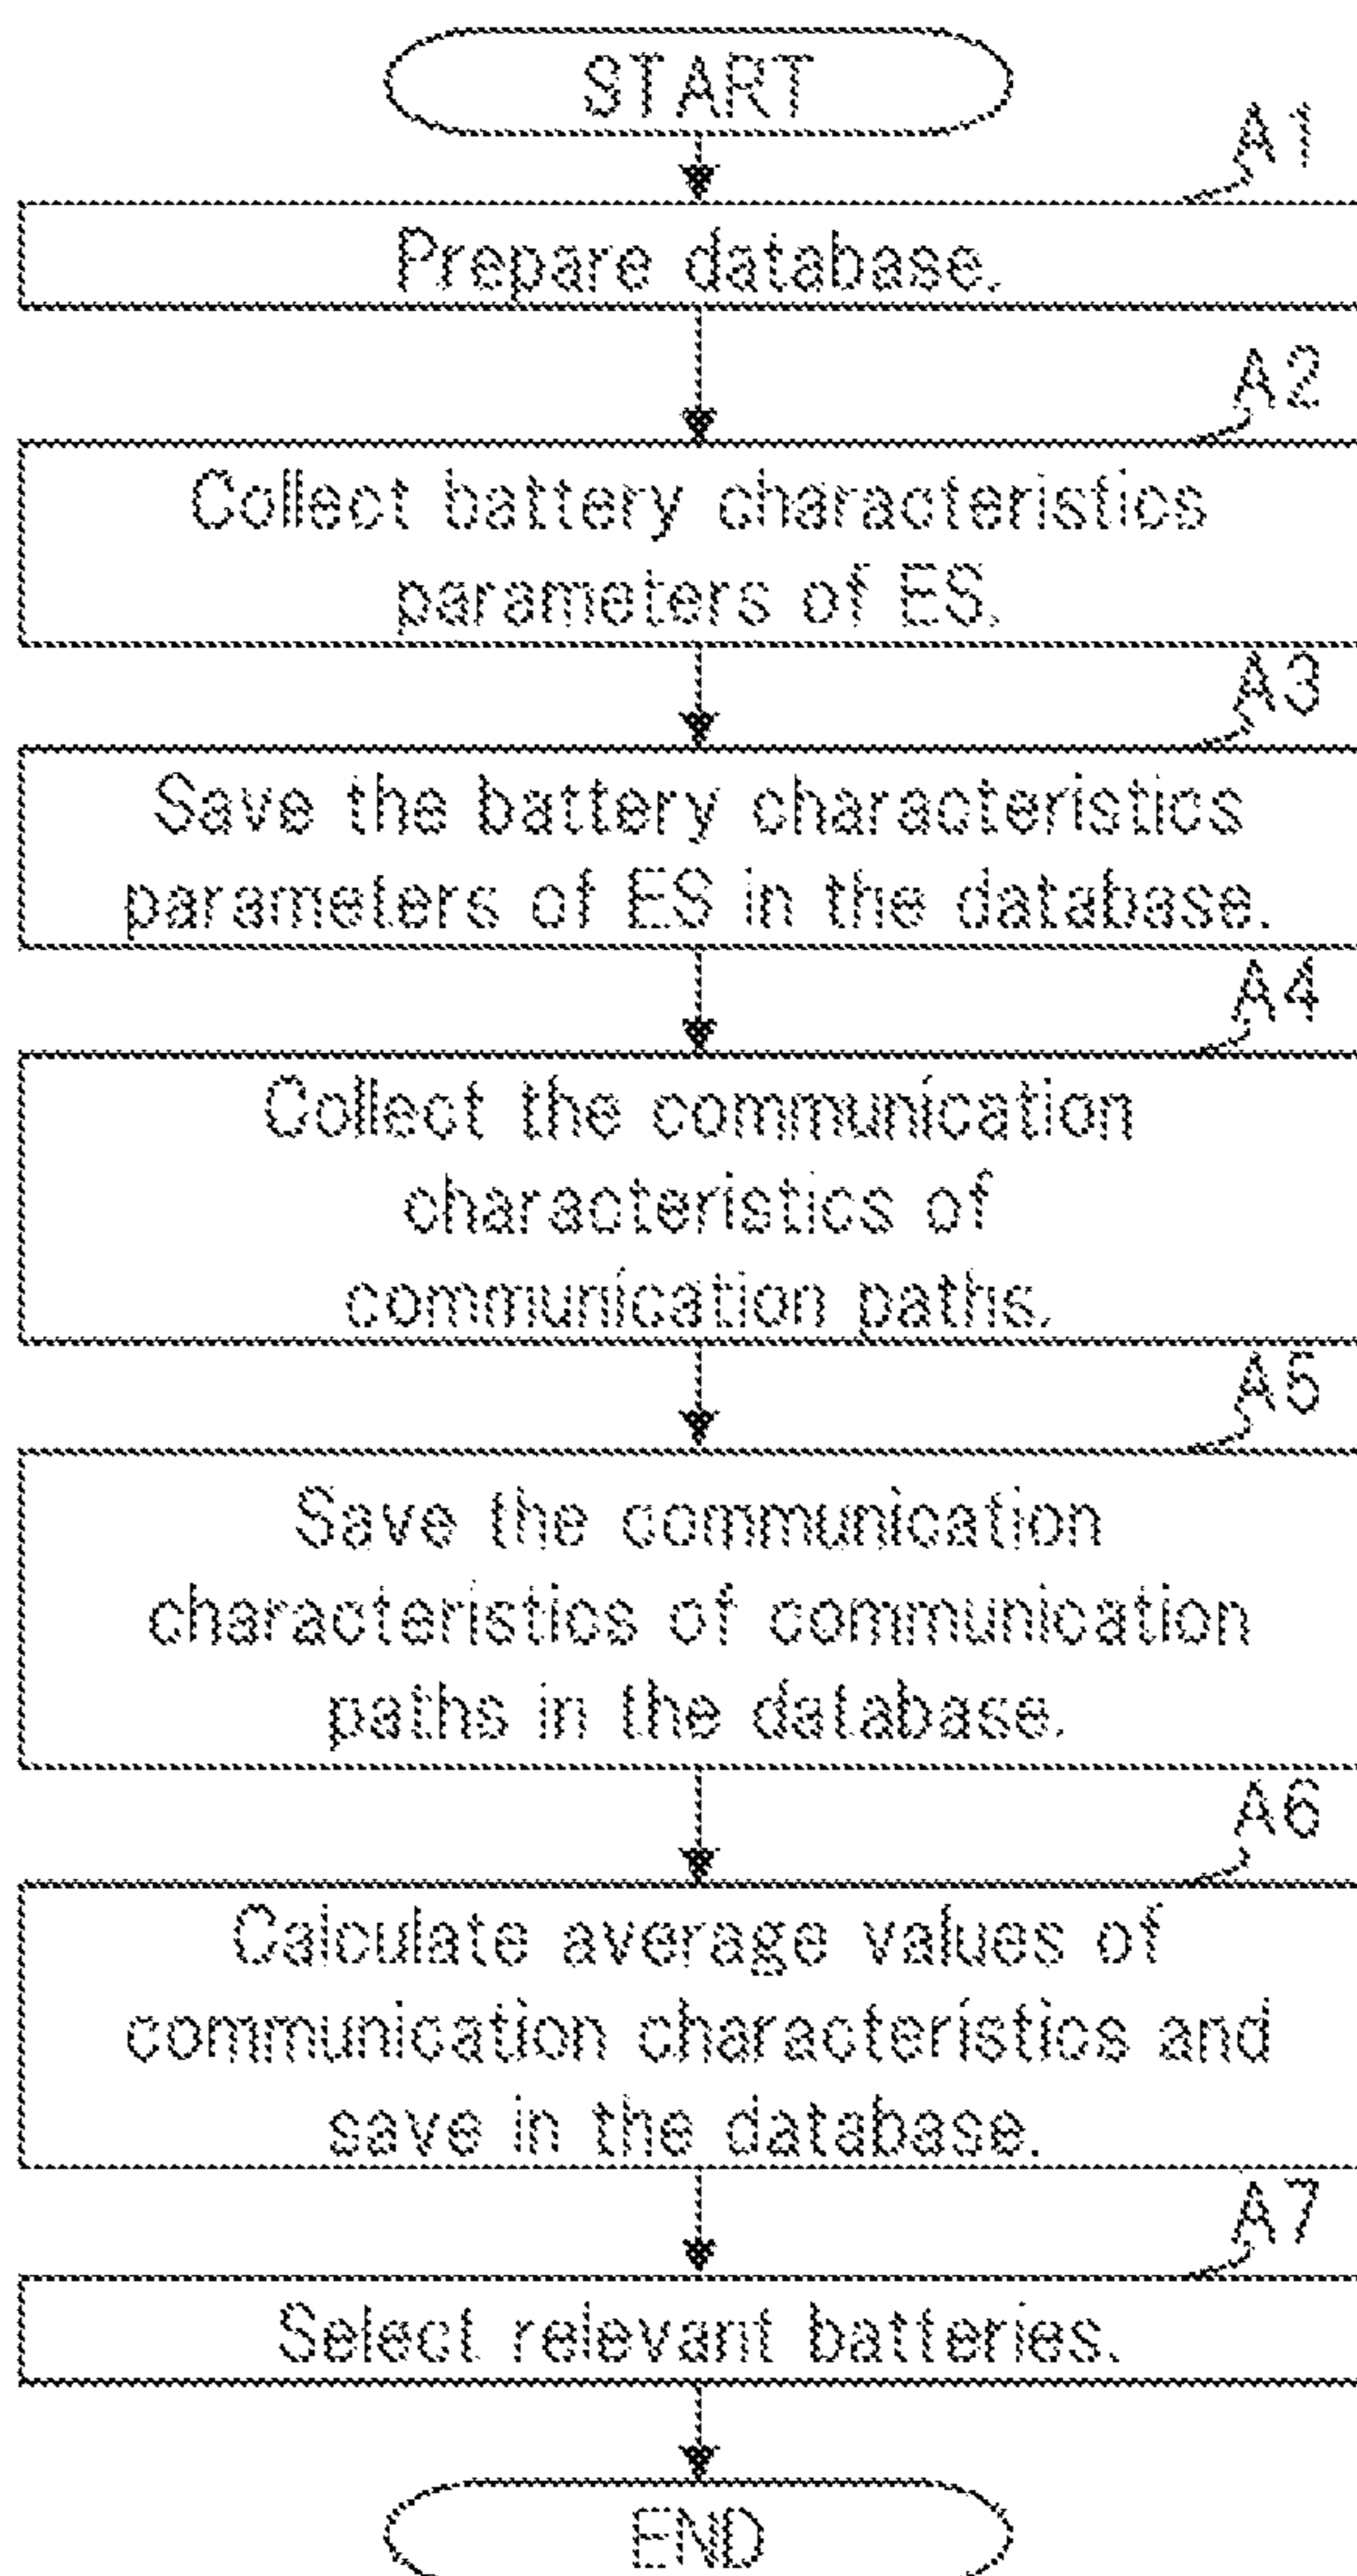 START
A1
Prepare database.
A2
Collect battery characteristics
parameters of ES.
A3
Save the battery characteristics
parameters of ES in the database.
A4
Collect the communication
characteristics of
communication paths.
A5
Save the communication
characteristics of communication
paths in the database.
A6
Calculate average values of
communication characteristics and
save in the database.
A7
Select relevant batteries.
END